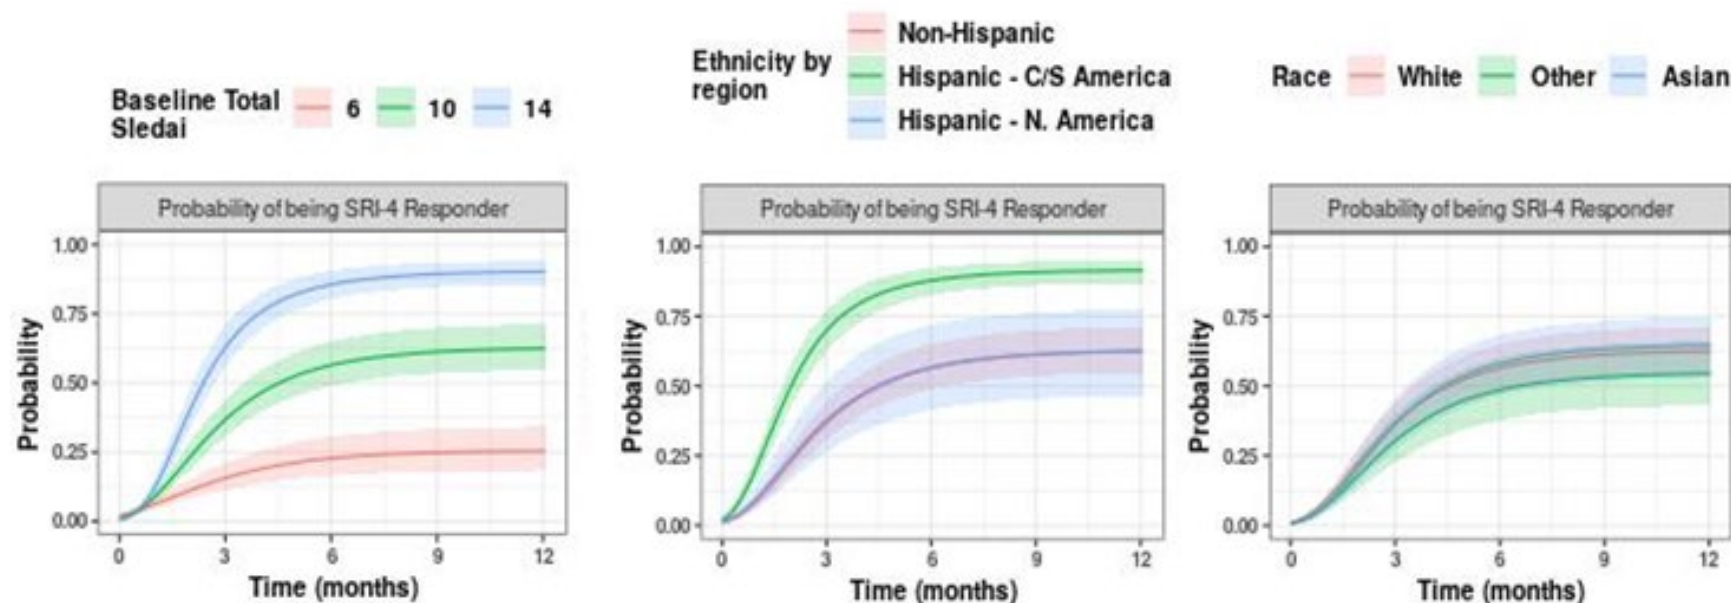 Baseline Total
Sledai
6 10 14
Probability of being SRI-4 Responder
1.00
0.75
0.50
0.25
0.00
Probability
0 3 6 9 12
Time (months)
Ethnicity by
region
Non-Hispanic
Hispanic - C/S America
Hispanic - N. America
Probability of being SRI-4 Responder
1.00
0.75
0.50
0.25
0.00
Probability
0 3 6 9 12
Time (months)
Race White Other Asian
Probability of being SRI-4 Responder
1.00
0.75
0.50
0.25
0.00
Probability
0 3 6 9 12
Time (months)